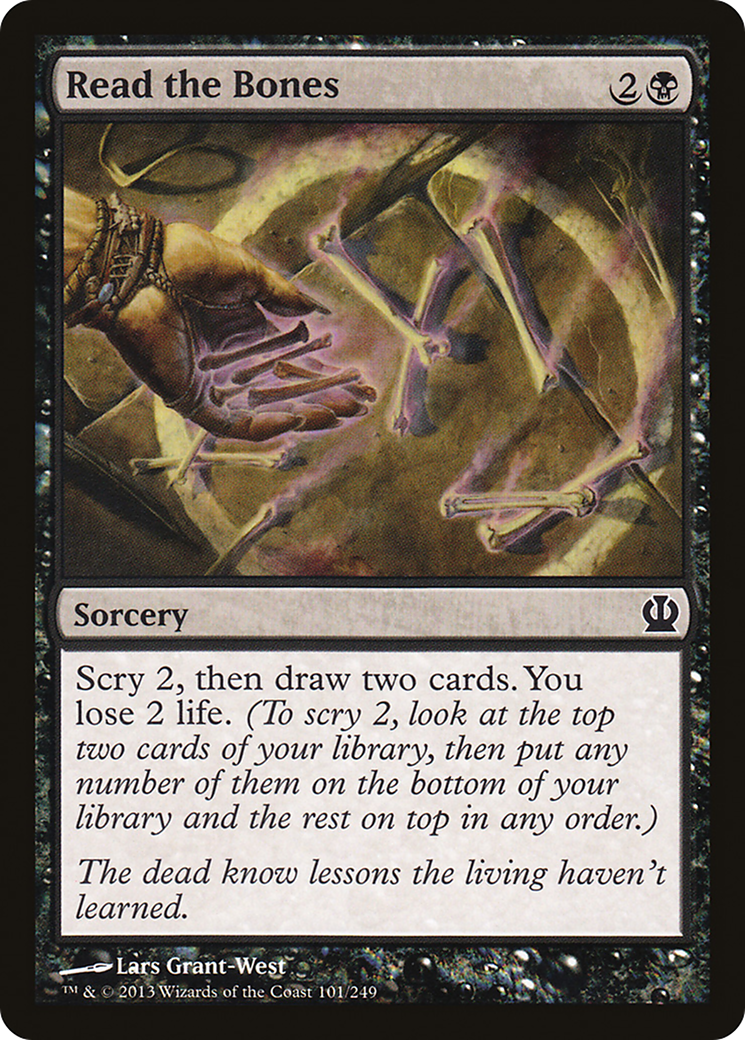 Read the Bones
2
Sorcery
Scry 2, then draw two cards. You
lose 2 life. (To scry 2, look at the top
two cards of your library, then put any
number of them on the bottom of your
library and the rest on top in any order.)
The dead know lessons the living haven't
learned.
Lars Grant-West
™ & © 2013 Wizards of the Coast 101/249